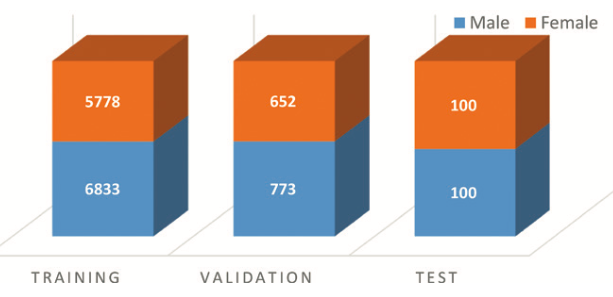 Male Female
5778 652 100
6833 773 100
TRAINING VALIDATION TEST